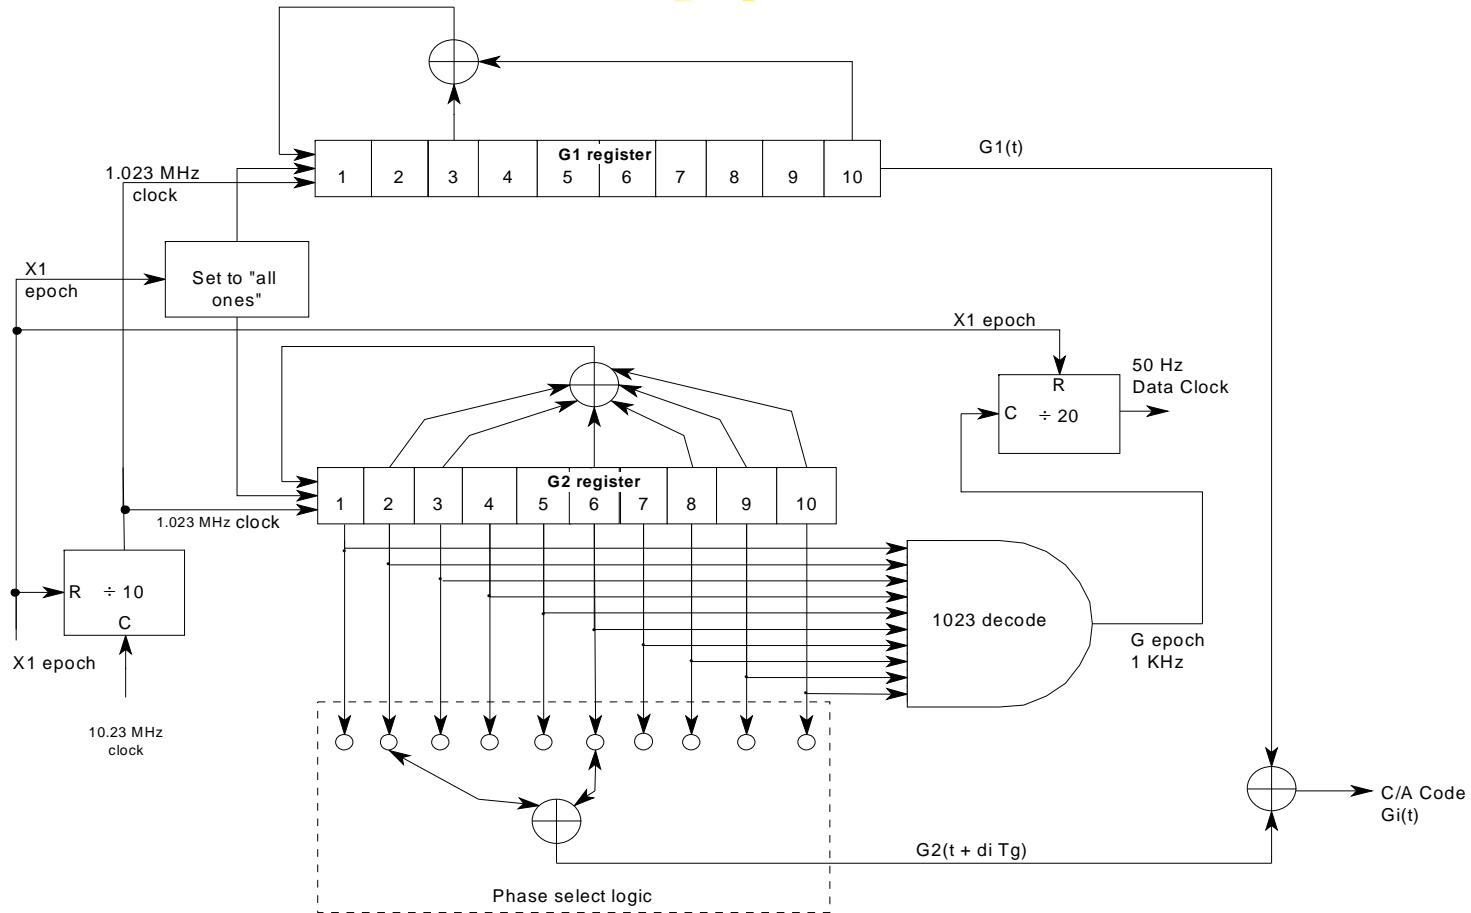 G1 register
1 2 3 4 5 6 7 8 9 10
G1(t)
1.023 MHz
clock
X1
epoch
Set to "all
ones"
X1 epoch
50 Hz
Data Clock
R
C ÷ 20
G2 register
1 2 3 4 5 6 7 8 9 10
1.023 MHz clock
R ÷ 10
C
X1 epoch
10.23 MHz
clock
1023 decode
G epoch
1 KHz
C/A Code
Gi(t)
G2(t + di Tg)
Phase select logic